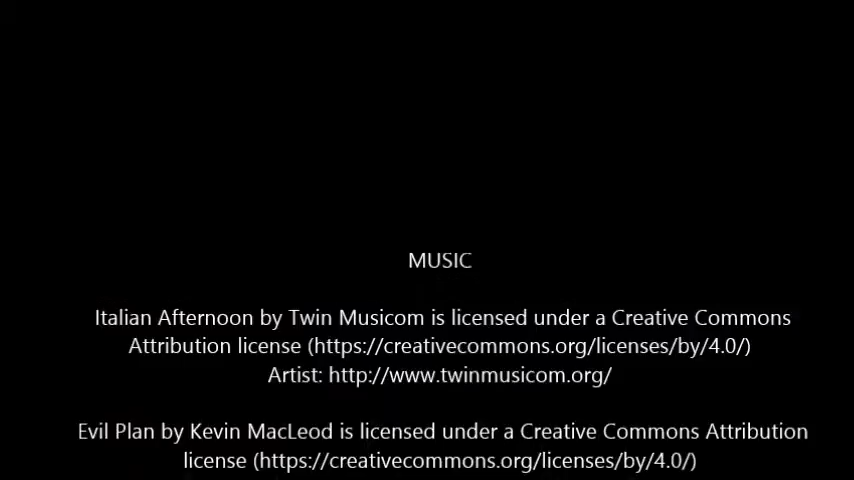 MUSIC
Italian Afternoon by Twin Musicom is licensed under a Creative Commons
Attribution license (https://creativecommons.org/licenses/by/4.0/)
Artist: http://www.twinmusicom.org/
Evil Plan by Kevin MacLeod is licensed under a Creative Commons Attribution
license (https://creativecommons.org/licenses/by/4.0/)